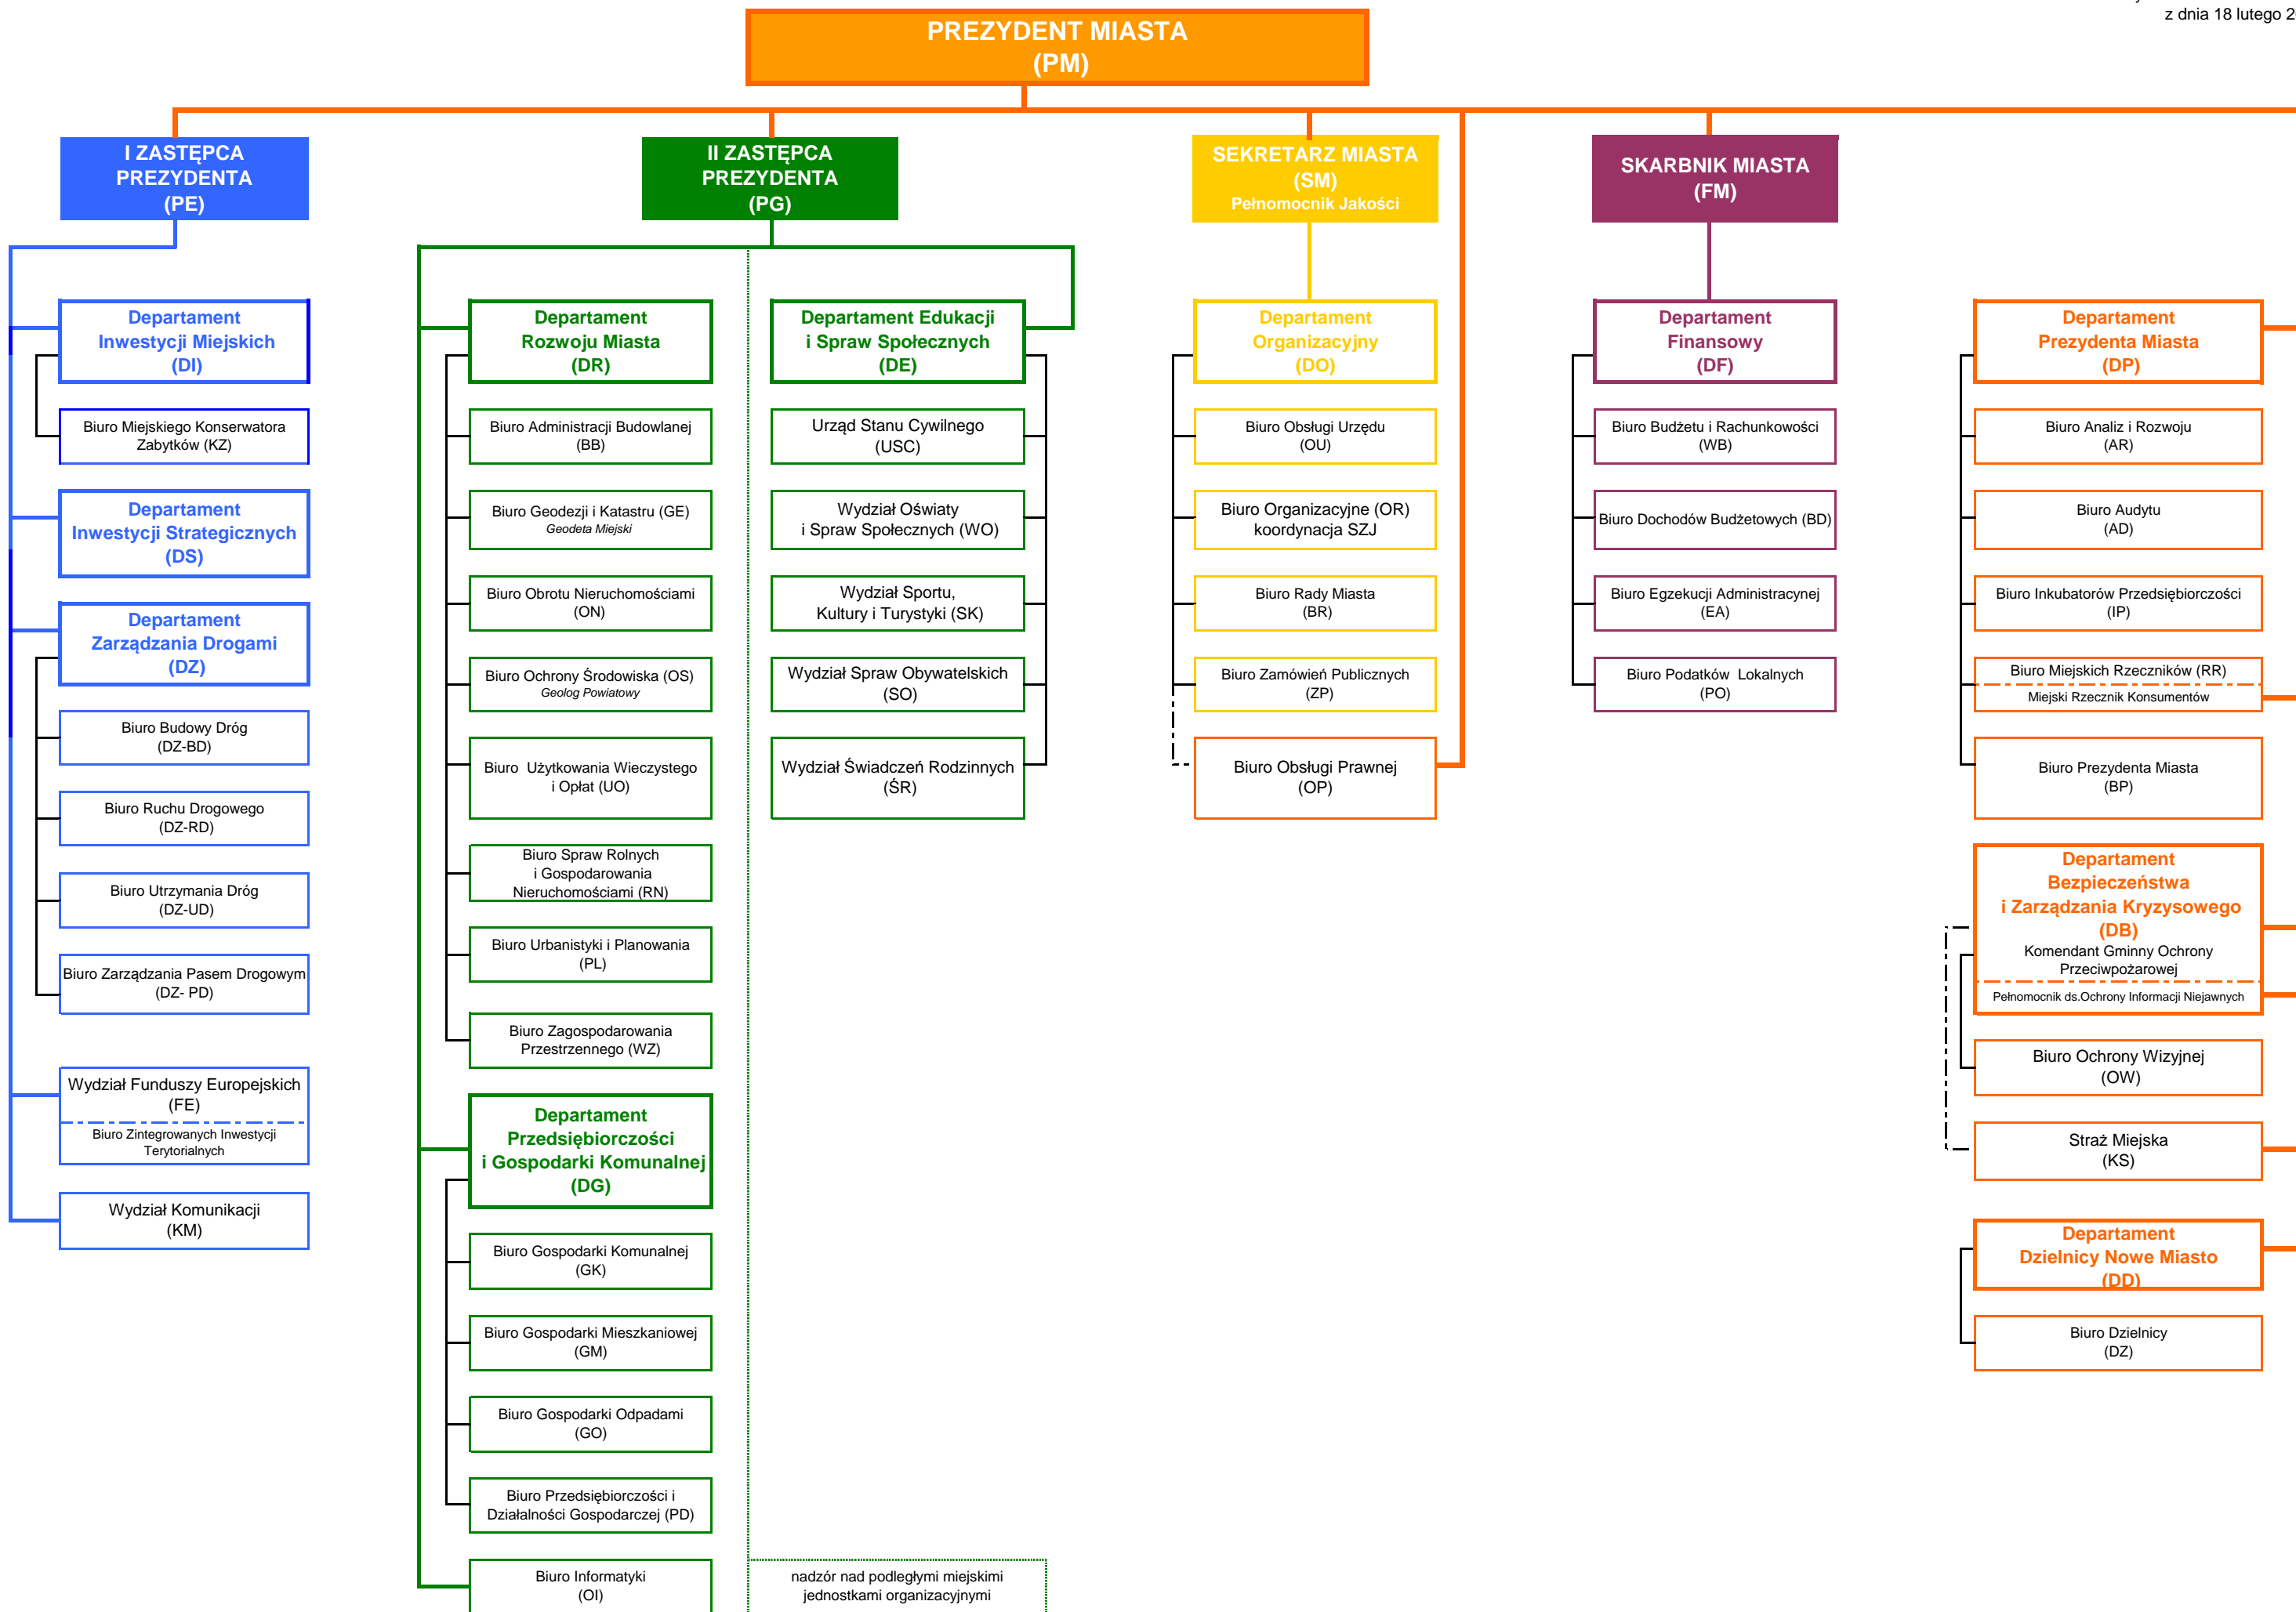 z dnia 18 lutego 2
PREZYDENT MIASTA
(PM)
I ZASTĘPCA
PREZYDENTA
(PE)
II ZASTĘPCA
PREZYDENTA
(PG)
SEKRETARZ MIASTA
(SM)
Pełnomocnik Jakości
SKARBNIK MIASTA
(FM)
Departament
Inwestycji Miejskich
(DI)
Biuro Miejskiego Konserwatora
Zabytków (KZ)
Departament
Inwestycji Strategicznych
(DS)
Departament
Zarządzania Drogami
(DZ)
Biuro Budowy Dróg
(DZ-BD)
Biuro Ruchu Drogowego
(DZ-RD)
Biuro Utrzymania Dróg
(DZ-UD)
Biuro Zarządzania Pasem Drogowym
(DZ- PD)
Wydział Funduszy Europejskich
(FE)
Biuro Zintegrowanych Inwestycji
Terytorialnych
Wydział Komunikacji
(KM)
Departament
Rozwoju Miasta
(DR)
Biuro Administracji Budowlanej
(BB)
Biuro Geodezji i Katastru (GE)
Geodeta Miejski
Biuro Obrotu Nieruchomościami
(ON)
Biuro Ochrony Środowiska (OS)
Geolog Powiatowy
Biuro Użytkowania Wieczystego
i Opłat (UO)
Biuro Spraw Rolnych
i Gospodarowania
Nieruchomościami (RN)
Biuro Urbanistyki i Planowania
(PL)
Biuro Zagospodarowania
Przestrzennego (WZ)
Departament
Przedsiębiorczości
i Gospodarki Komunalnej
(DG)
Biuro Gospodarki Komunalnej
(GK)
Biuro Gospodarki Mieszkaniowej
(GM)
Biuro Gospodarki Odpadami
(GO)
Biuro Przedsiębiorczości i
Działalności Gospodarczej (PD)
Biuro Informatyki
(OI)
Departament Edukacji
i Spraw Społecznych
(DE)
Urząd Stanu Cywilnego
(USC)
Wydział Oświaty
i Spraw Społecznych (WO)
Wydział Sportu,
Kultury i Turystyki (SK)
Wydział Spraw Obywatelskich
(SO)
Wydział Świadczeń Rodzinnych
(ŚR)
nadzór nad podległymi miejskimi
jednostkami organizacyjnymi
Departament
Organizacyjny
(DO)
Biuro Obsługi Urzędu
(OU)
Biuro Organizacyjne (OR)
koordynacja SZJ
Biuro Rady Miasta
(BR)
Biuro Zamówień Publicznych
(ZP)
Biuro Obsługi Prawnej
(OP)
Departament
Finansowy
(DF)
Biuro Budżetu i Rachunkowości
(WB)
Biuro Dochodów Budżetowych (BD)
Biuro Egzekucji Administracynej
(EA)
Biuro Podatków Lokalnych
(PO)
Departament
Prezydenta Miasta
(DP)
Biuro Analiz i Rozwoju
(AR)
Biuro Audytu
(AD)
Biuro Inkubatorów Przedsiębiorczości
(IP)
Biuro Miejskich Rzeczników (RR)
Miejski Rzecznik Konsumentów
Biuro Prezydenta Miasta
(BP)
Departament
Bezpieczeństwa
i Zarządzania Kryzysowego
(DB)
Komendant Gminny Ochrony
Przeciwpożarowej
Pełnomocnik ds.Ochrony Informacji Niejawnych
Biuro Ochrony Wizyjnej
(OW)
Straż Miejska
(KS)
Departament
Dzielnicy Nowe Miasto
(DD)
Biuro Dzielnicy
(DZ)